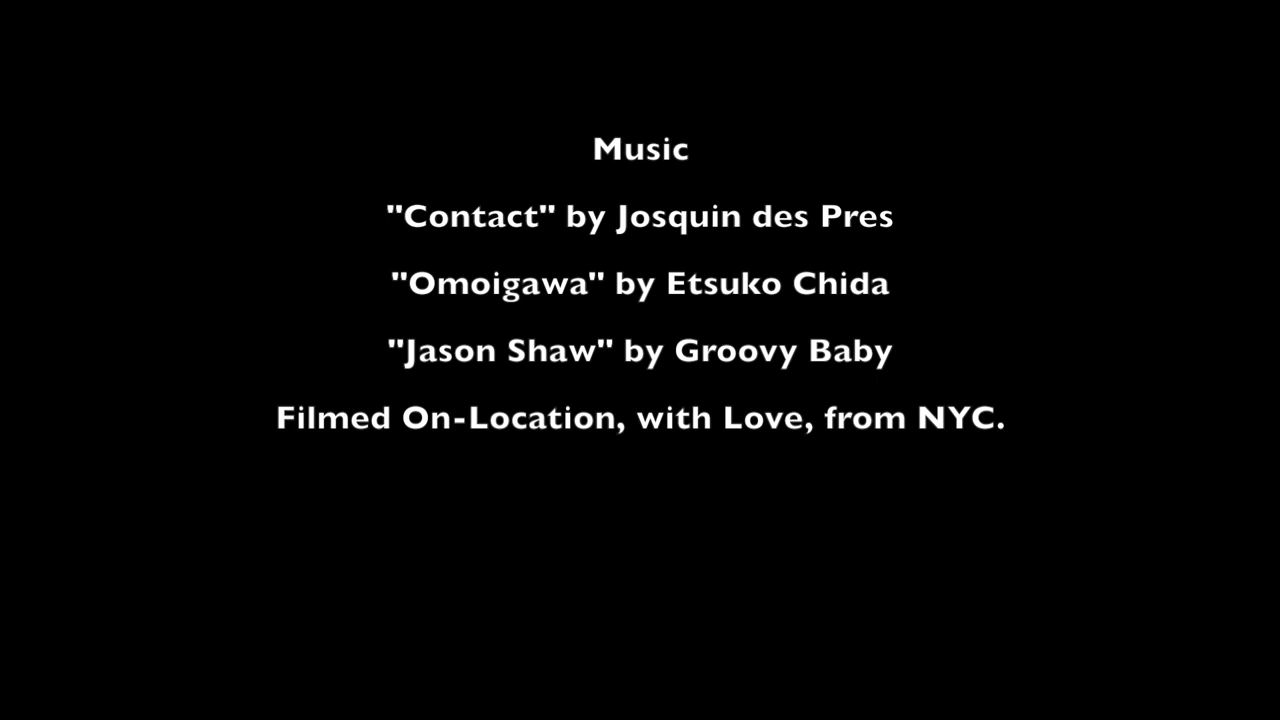 Music
"Contact" by Josquin des Pres
"Omoigawa" by Etsuko Chida
"Jason Shaw" by Groovy Baby
Filmed On-Location, with Love, from NYC.